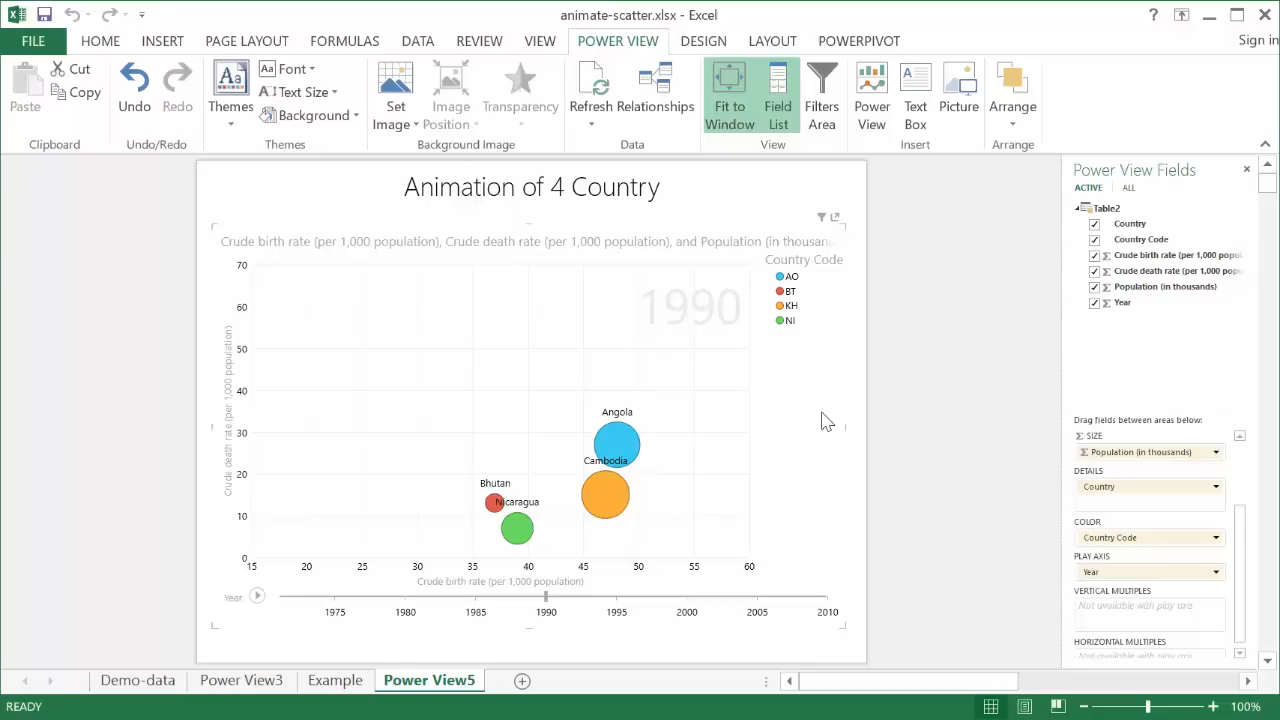 animate-scatter.xlsx - Excel
?
FILE HOME INSERT PAGE LAYOUT FORMULAS DATA REVIEW VIEW POWER VIEW DESIGN LAYOUT POWERPIVOT Sign in
Paste
Cut
Copy
Clipboard
Undo Redo
Undo/Redo
Themes
Font
Text Size
Background
Themes
Set Image
Image Position
Transparency
Background Image
Refresh Relationships
Data
Fit to Window
Field List
Filters Area
View
Power View
Text Box
Picture
Insert
Arrange
Arrange
Animation of 4 Country
Crude birth rate (per 1,000 population), Crude death rate (per 1,000 population), and Population (in thousan
Country Code
AO
BT
KH
NI
1990
Crude death rate (per 1,000 population)
70
60
50
40
30
20
10
0
Angola
Cambodia
Bhutan
Nicaragua
15 20 25 30 35 40 45 50 55 60
Crude birth rate (per 1,000 population)
Year
1975 1980 1985 1990 1995 2000 2005 2010
Power View Fields
ACTIVE ALL
Table2
Country
Country Code
Σ Crude birth rate (per 1,000 popul
Σ Crude death rate (per 1,000 popu
Σ Population (in thousands)
Σ Year
Drag fields between areas below:
Σ SIZE
Σ Population (in thousands)
DETAILS
Country
COLOR
Country Code
PLAY AXIS
Year
VERTICAL MULTIPLES
Not available with play axis
HORIZONTAL MULTIPLES
Not available with play axis
Demo-data Power View3 Example Power View5
READY
100%